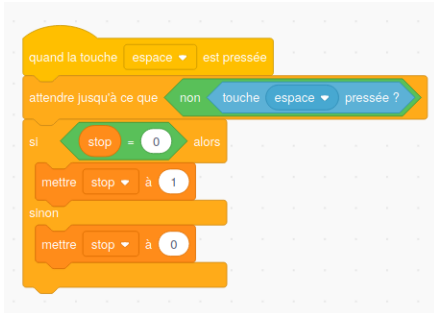 quand la touche espace est pressée
attendre jusqu'à ce que non touche espace pressée ?
si stop = 0 alors
mettre stop à 1
sinon
mettre stop à 0